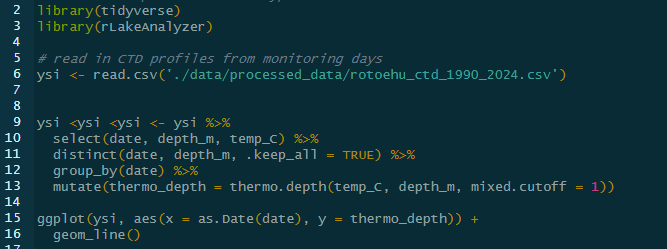 2 library(tidyverse)
3 library(rLakeAnalyzer)
4
5 # read in CTD profiles from monitoring days
6 ysi <- read.csv('./data/processed_data/rotoehu_ctd_1990_2024.csv')
7
8
9 ysi <ysi <ysi <- ysi %>%
10 select(date, depth_m, temp_C) %>%
11 distinct(date, depth_m, .keep_all = TRUE) %>%
12 group_by(date) %>%
13 mutate(thermo_depth = thermo.depth(temp_C, depth_m, mixed.cutoff = 1))
14
15 ggplot(ysi, aes(x = as.Date(date), y = thermo_depth)) +
16 geom_line()